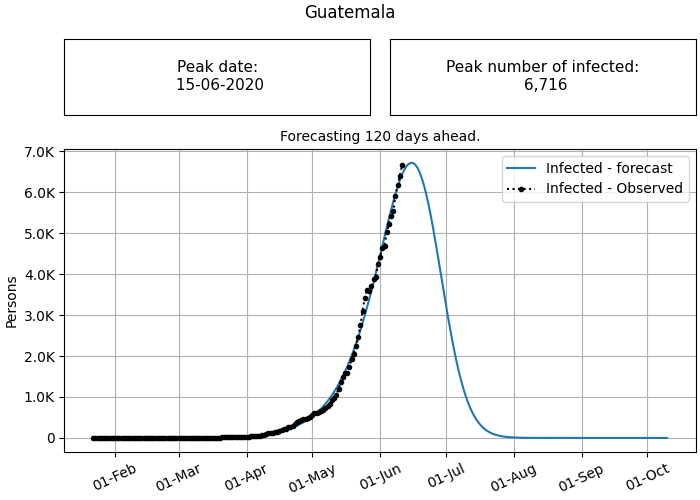 Guatemala
Peak date:
15-06-2020
Peak number of infected:
6,716
Forecasting 120 days ahead.
7.0K
6.0K
5.0K
4.0K
3.0K
2.0K
1.0K
0
Persons
Infected - forecast
Infected - Observed
01-Feb
01-Mar
01-Apr
01-May
01-Jun
01-Jul
01-Aug
01-Sep
01-Oct